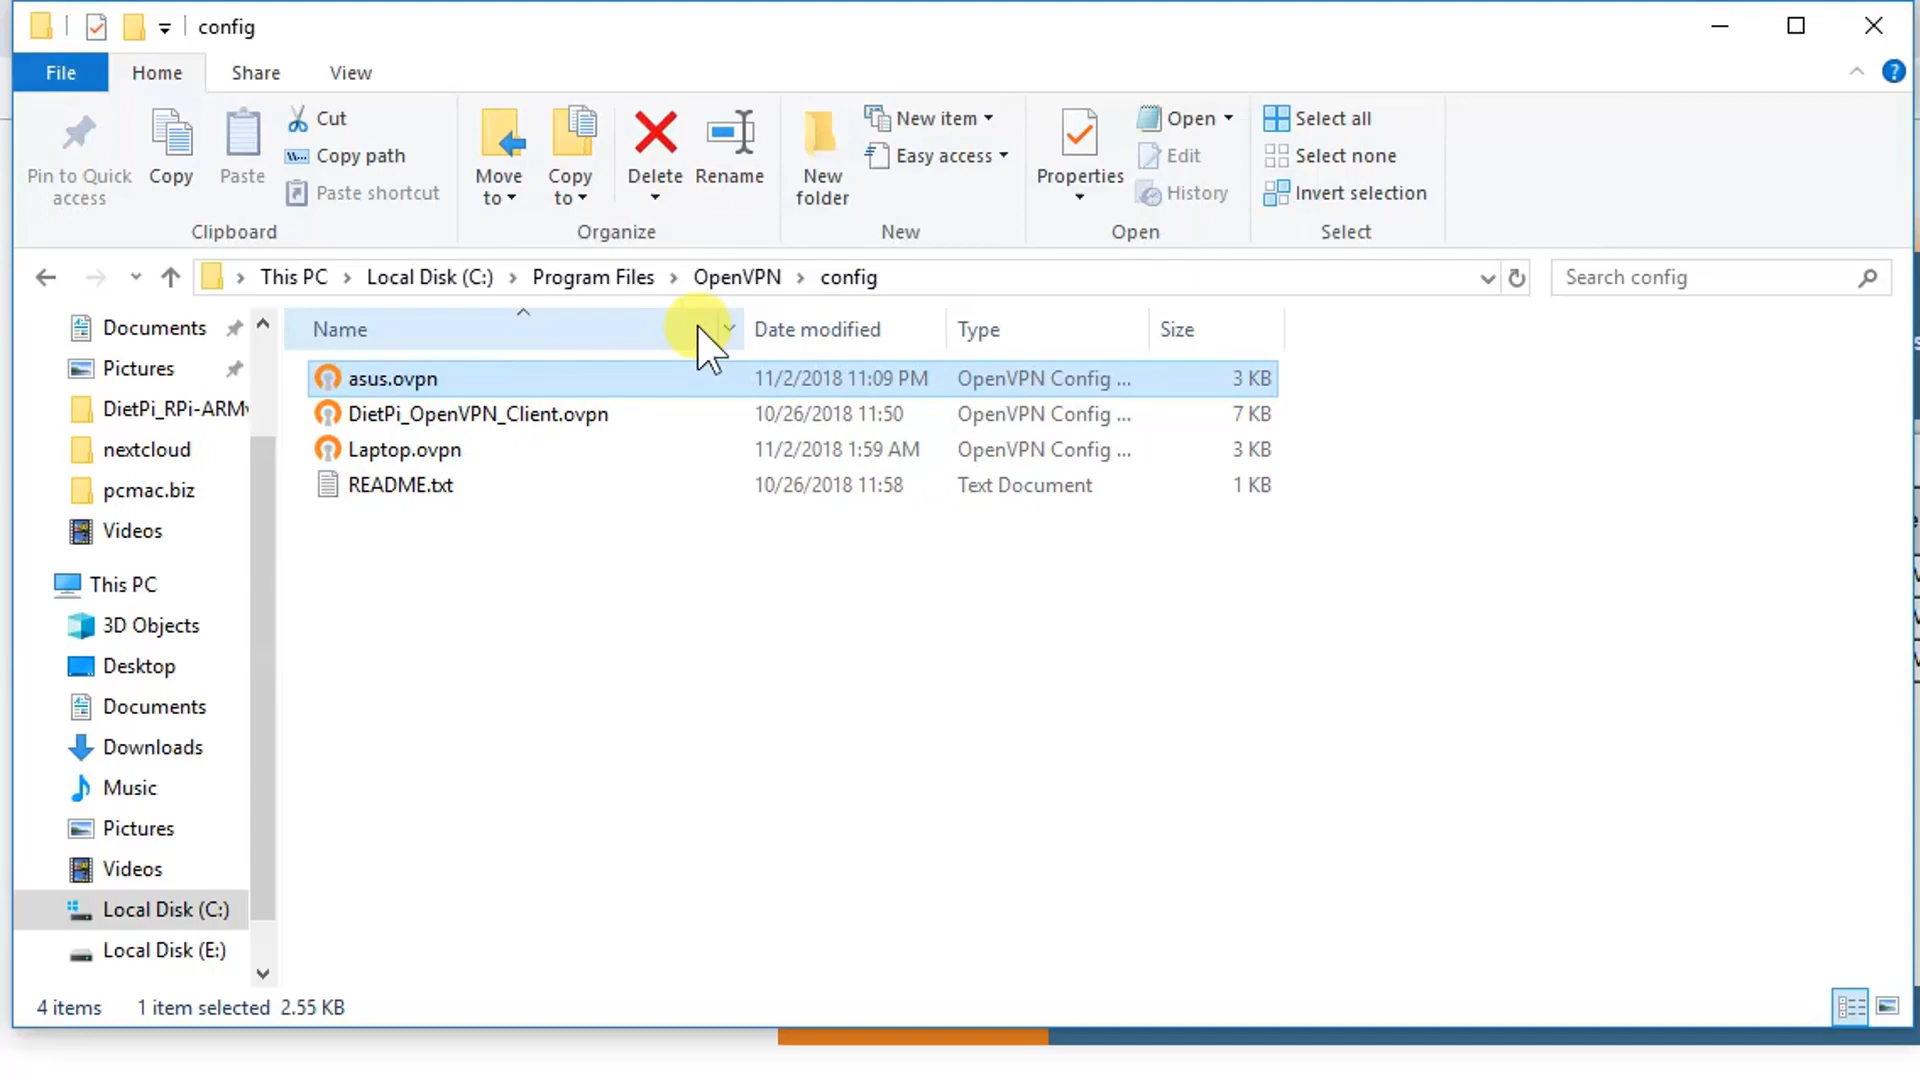 config
File Home Share View
Pin to Quick access
Copy
Paste
Cut
Copy path
Paste shortcut
Clipboard
Move to
Copy to
Delete
Rename
Organize
New folder
New item
Easy access
New
Properties
Open
Edit
History
Open
Select all
Select none
Invert selection
Select
This PC > Local Disk (C:) > Program Files > OpenVPN > config
Search config
Name Date modified Type Size
asus.ovpn 11/2/2018 11:09 PM OpenVPN Config ... 3 KB
DietPi_OpenVPN_Client.ovpn 10/26/2018 11:50 OpenVPN Config ... 7 KB
Laptop.ovpn 11/2/2018 1:59 AM OpenVPN Config ... 3 KB
README.txt 10/26/2018 11:58 Text Document 1 KB
Documents
Pictures
DietPi_RPi-ARMv
nextcloud
pcmac.biz
Videos
This PC
3D Objects
Desktop
Documents
Downloads
Music
Pictures
Videos
Local Disk (C:)
Local Disk (E:)
4 items 1 item selected 2.55 KB